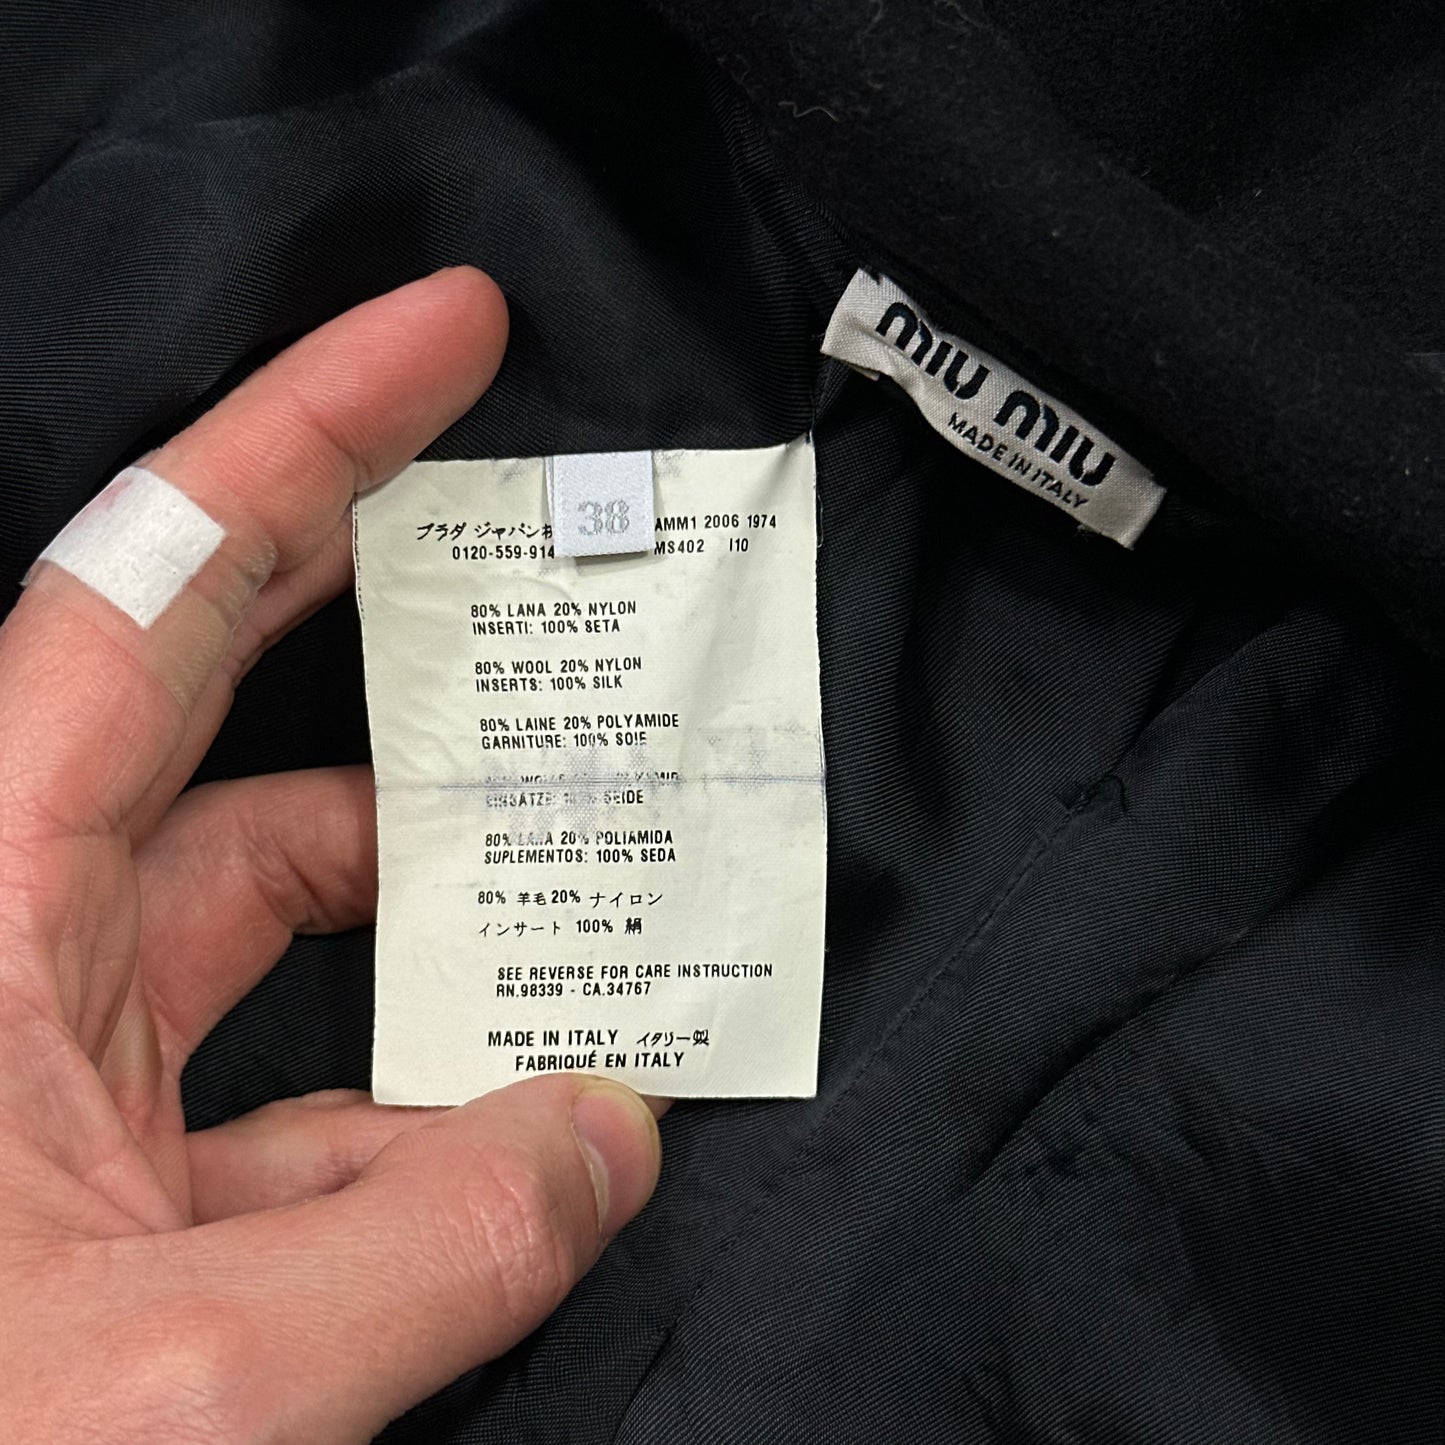 MIU MIU
MADE IN ITALY
38
プラダ ジャパン AMM1 2006 1974
0120-559-914 MS402 I10
80% LANA 20% NYLON
INSERTI: 100% SETA
80% WOOL 20% NYLON
INSERTS: 100% SILK
80% LAINE 20% POLYAMIDE
GARNITURE: 100% SOIE
EINSÄTZE: SEIDE
80% LANA 20% POLIAMIDA
SUPLEMENTOS: 100% SEDA
80% 羊毛 20% ナイロン
インサート 100% 絹
SEE REVERSE FOR CARE INSTRUCTION
RN.98339 - CA.34767
MADE IN ITALY イタリー製
FABRIQUÉ EN ITALY